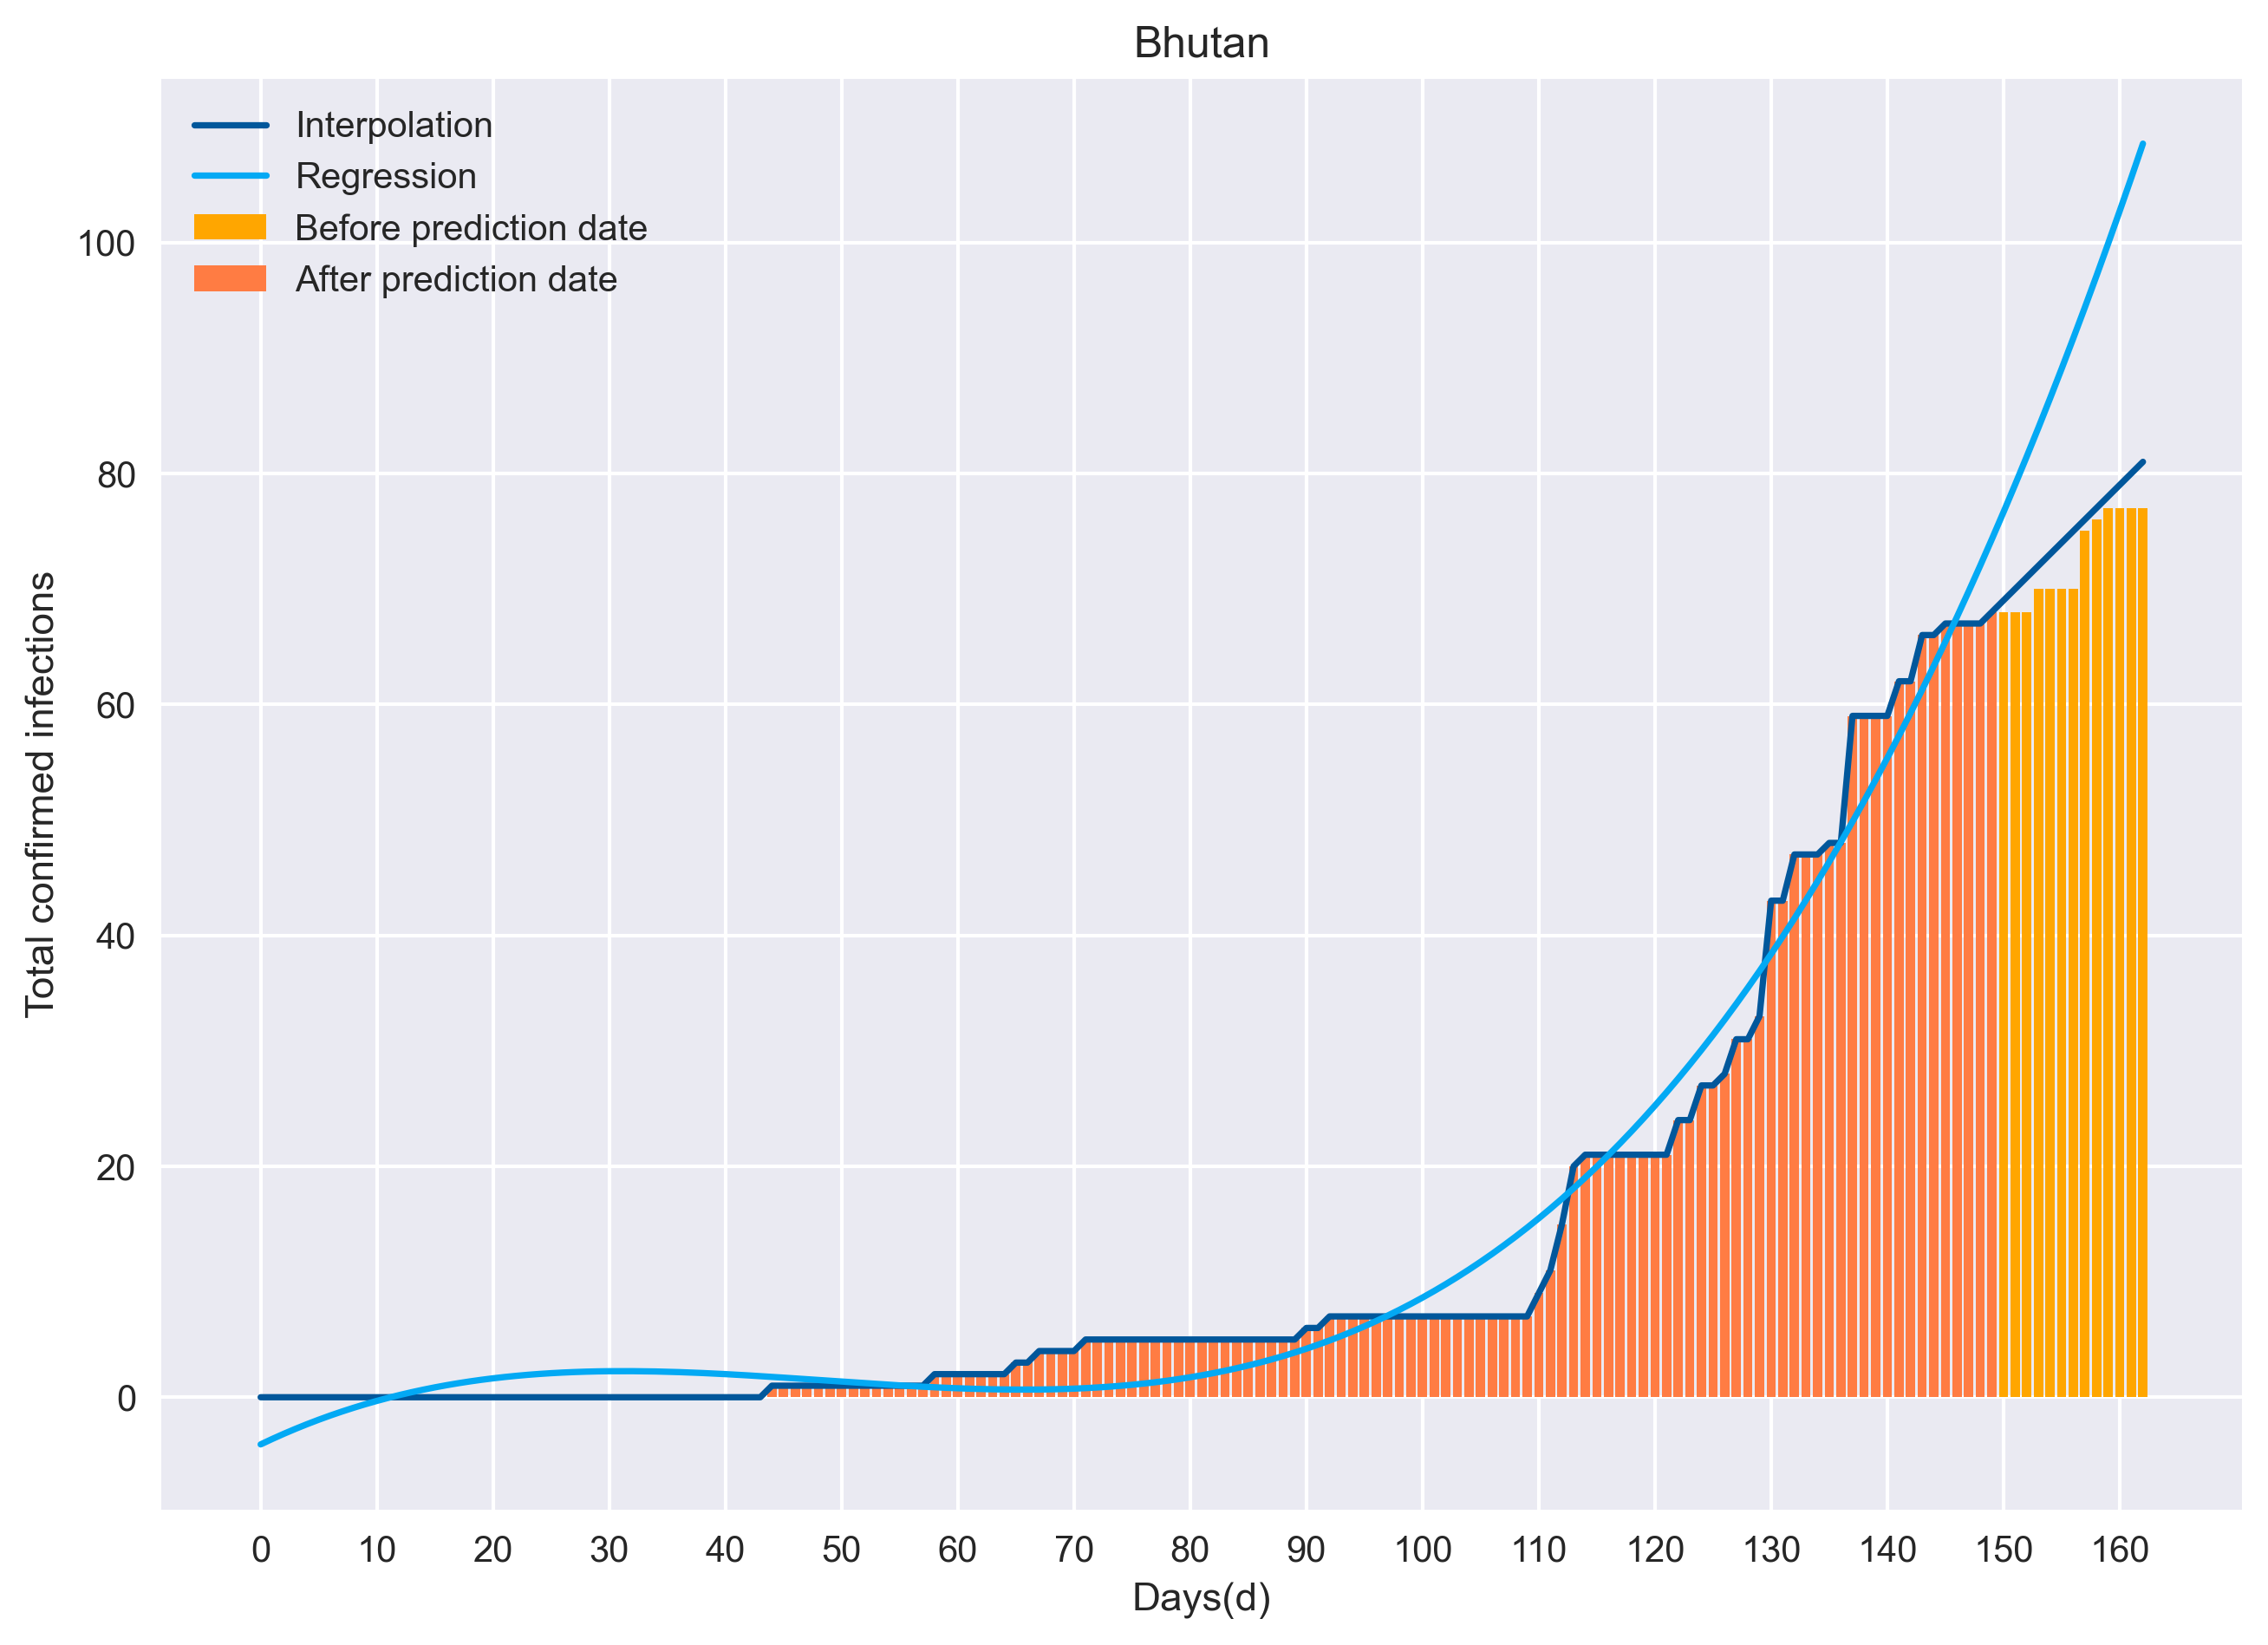 Bhutan
Interpolation
Regression
Before prediction date
After prediction date
100
80
60
40
20
0
Total confirmed infections
0 10 20 30 40 50 60 70 80 90 100 110 120 130 140 150 160
Days(d)